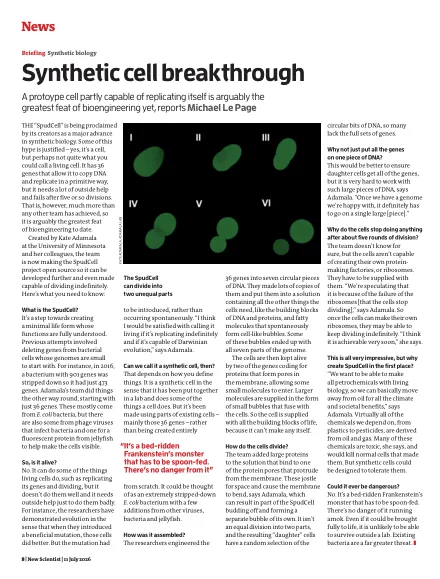 News
Briefing Synthetic biology
Synthetic cell breakthrough
A protoype cell partly capable of replicating itself is arguably the
greatest feat of bioengineering yet, reports Michael Le Page
THE "SpudCell" is being proclaimed
by its creators as a major advance
in synthetic biology. Some of this
hype is justified – yes, it's a cell,
but perhaps not quite what you
could call a living cell. It has 36
genes that allow it to copy DNA
and replicate in a primitive way,
but it needs a lot of outside help
and fails after five or so divisions.
That is, however, much more than
any other team has achieved, so
it is arguably the greatest feat
of bioengineering to date.
Created by Kate Adamala
at the University of Minnesota
and her colleagues, the team
is now making the SpudCell
project open source so it can be
developed further and even made
capable of dividing indefinitely.
Here's what you need to know:
What is the SpudCell?
It's a step towards creating
a minimal life form whose
functions are fully understood.
Previous attempts involved
deleting genes from bacterial
cells whose genomes are small
to start with. For instance, in 2016,
a bacterium with 901 genes was
stripped down so it had just 473
genes. Adamala's team did things
the other way round, starting with
just 36 genes. These mostly come
from E. coli bacteria, but there
are also some from phage viruses
that infect bacteria and one for a
fluorescent protein from jellyfish
to help make the cells visible.
So, is it alive?
No. It can do some of the things
living cells do, such as replicating
its genes and dividing, but it
doesn't do them well and it needs
outside help just to do them badly.
For instance, the researchers have
demonstrated evolution in the
sense that when they introduced
a beneficial mutation, those cells
did better. But the mutation had
I
II
III
IV
V
VI
The SpudCell
can divide into
two unequal parts
to be introduced, rather than
occurring spontaneously. "I think
I would be satisfied with calling it
living if it's replicating indefinitely
and if it's capable of Darwinian
evolution," says Adamala.
Can we call it a synthetic cell, then?
That depends on how you define
things. It is a synthetic cell in the
sense that it has been put together
in a lab and does some of the
things a cell does. But it's been
made using parts of existing cells –
mainly those 36 genes – rather
than being created entirely
"It's a bed-ridden
Frankenstein's monster
that has to be spoon-fed.
There's no danger from it"
from scratch. It could be thought
of as an extremely stripped-down
E. coli bacterium with a few
additions from other viruses,
bacteria and jellyfish.
How was it assembled?
The researchers engineered the
36 genes into seven circular pieces
of DNA. They made lots of copies of
them and put them into a solution
containing all the other things the
cells need, like the building blocks
of DNA and proteins, and fatty
molecules that spontaneously
form cell-like bubbles. Some
of these bubbles ended up with
all seven parts of the genome.
The cells are then kept alive
by two of the genes coding for
proteins that form pores in
the membrane, allowing some
small molecules to enter. Larger
molecules are supplied in the form
of small bubbles that fuse with the
cells. So the cell is supplied
with all the building blocks of life,
because it can't make any itself.
How do the cells divide?
The team added large proteins
to the solution that bind to one
of the protein pores that protrude
from the membrane. These jostle
for space and cause the membrane
to bend, says Adamala, which
can result in part of the SpudCell
budding off and forming a
separate bubble of its own. It isn't
an equal division into two parts,
and the resulting "daughter" cells
have a random selection of the
circular bits of DNA, so many
lack the full sets of genes.
Why not just put all the genes
on one piece of DNA?
This would be better to ensure
daughter cells get all of the genes,
but it is very hard to work with
such large pieces of DNA, says
Adamala. "Once we have a genome
we're happy with, it definitely has
to go on a single large [piece]."
Why do the cells stop doing anything
after about five rounds of division?
The team doesn't know for
sure, but the cells aren't capable
of creating their own protein-
making factories, or ribosomes.
They have to be supplied with
them. "We're speculating that
it is because of the failure of the
ribosomes [that the cells stop
dividing]," says Adamala. So
once the cells can make their own
ribosomes, they may be able to
keep dividing indefinitely. "I think
it is achievable very soon," she says.
This is all very impressive, but why
create SpudCell in the first place?
"We want to be able to make
all petrochemicals with living
biology, so we can basically move
away from oil for all the climate
and societal benefits," says
Adamala. Virtually all of the
chemicals we depend on, from
plastics to pesticides, are derived
from oil and gas. Many of these
chemicals are toxic, she says, and
would kill normal cells that made
them. But synthetic cells could
be designed to tolerate them.
Could it ever be dangerous?
No. It's a bed-ridden Frankenstein's
monster that has to be spoon-fed.
There's no danger of it running
amok. Even if it could be brought
fully to life, it is unlikely to be able
to survive outside a lab. Existing
bacteria are a far greater threat.
8 | New Scientist | 11 July 2026